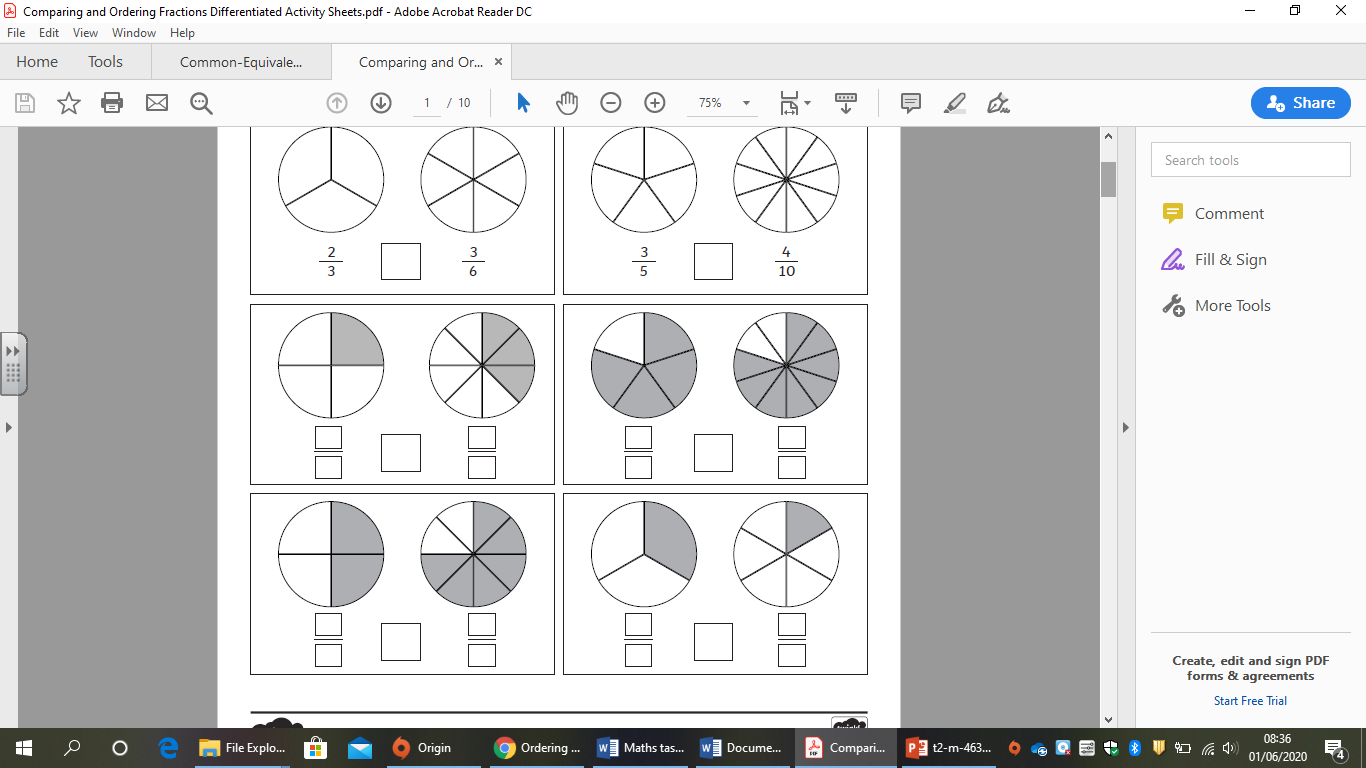 Comparing and Ordering Fractions Differentiated Activity Sheets.pdf - Adobe Acrobat Reader DC
File Edit View Window Help
Home Tools Common-Equivale... Comparing and Or... ×
1 / 10 75% Share
Search tools
Comment
Fill & Sign
More Tools
2 3
3 6
3 4
5 10
Create, edit and sign PDF
forms & agreements
Start Free Trial
File Explo... Origin Ordering ... Maths tas... Docume... Compari... t2-m-463...
08:36
01/06/2020
4